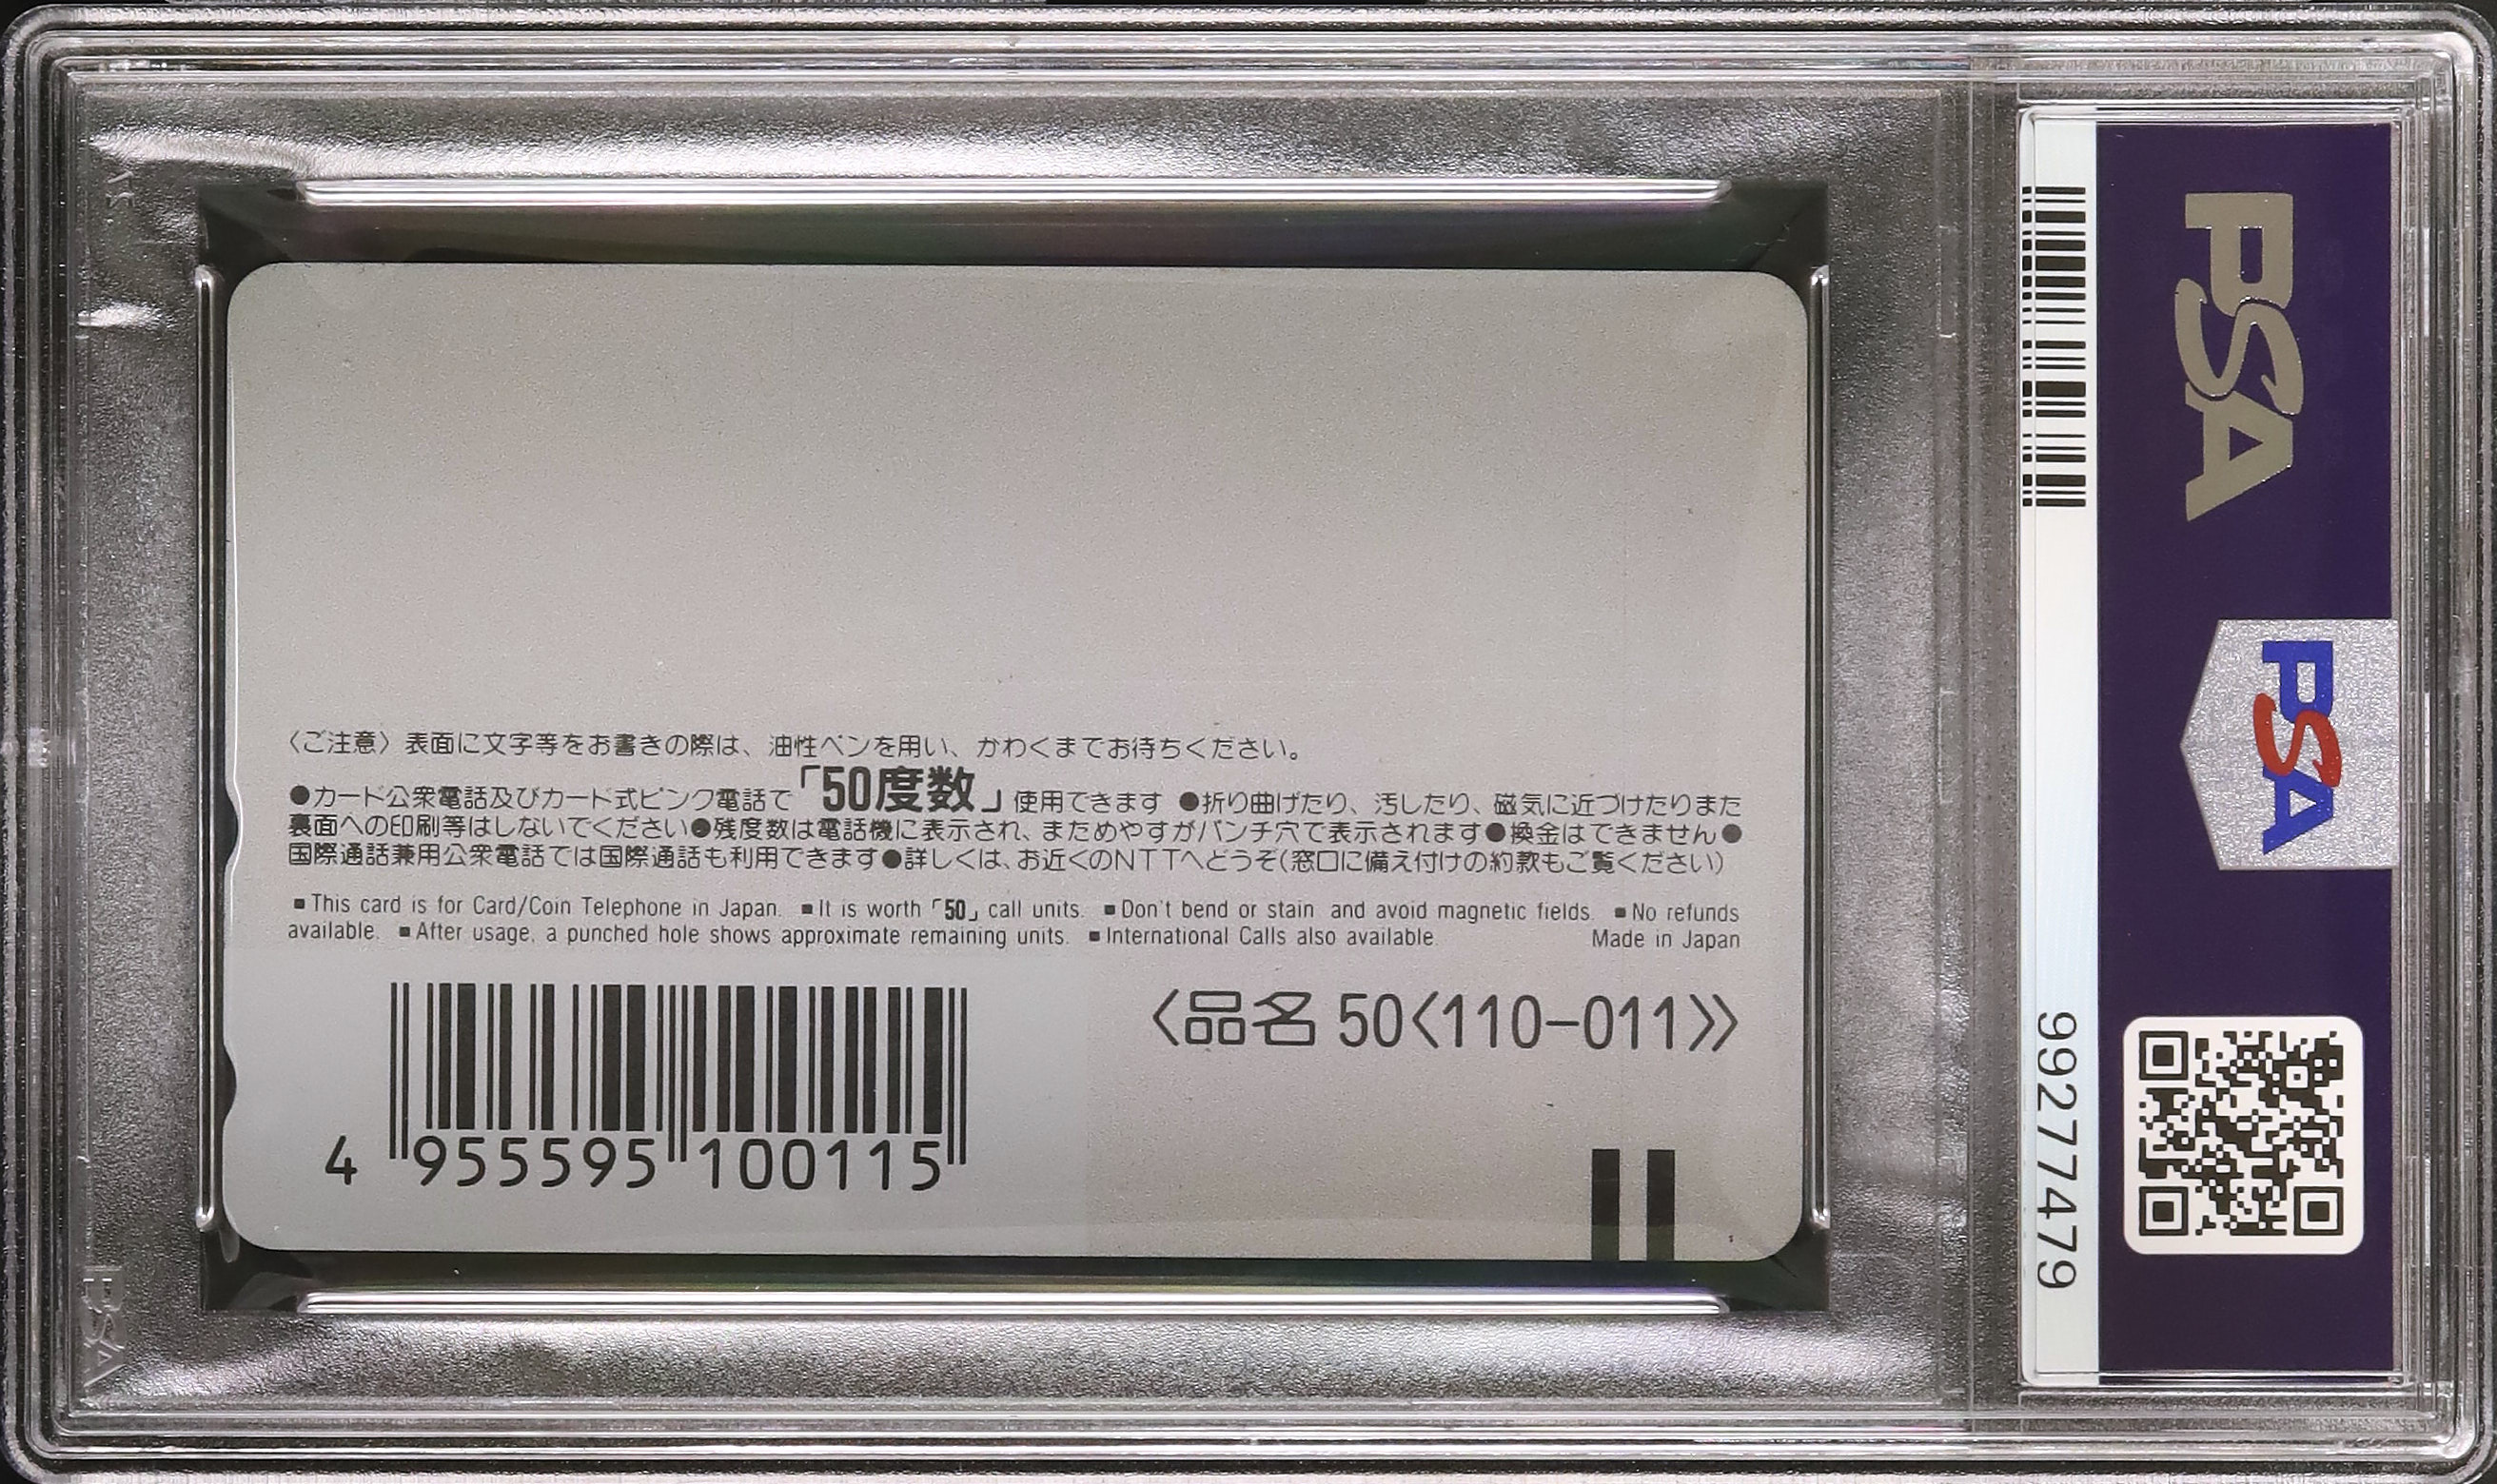 〈ご注意〉表面に文字等をお書きの際は、油性ペンを用い、かわくまでお待ちください。
●カード公衆電話及びカード式ピンク電話で「50度数」使用できます ●折り曲げたり、汚したり、磁気に近づけたりまた
裏面への印刷等はしないでください●残度数は電話機に表示され、まためやすがパンチ穴で表示されます●換金はできません●
国際通話兼用公衆電話では国際通話も利用できます●詳しくは、お近くのNTTへどうぞ(窓口に備え付けの約款もご覧ください)
▪This card is for Card/Coin Telephone in Japan. ▪It is worth「50」call units. ▪Don't bend or stain and avoid magnetic fields. ▪No refunds
available. ▪After usage, a punched hole shows approximate remaining units. ▪International Calls also available. Made in Japan
〈品名 50〈110-011〉〉
4 955595 100115
PSA
PSA
99277479
PSA